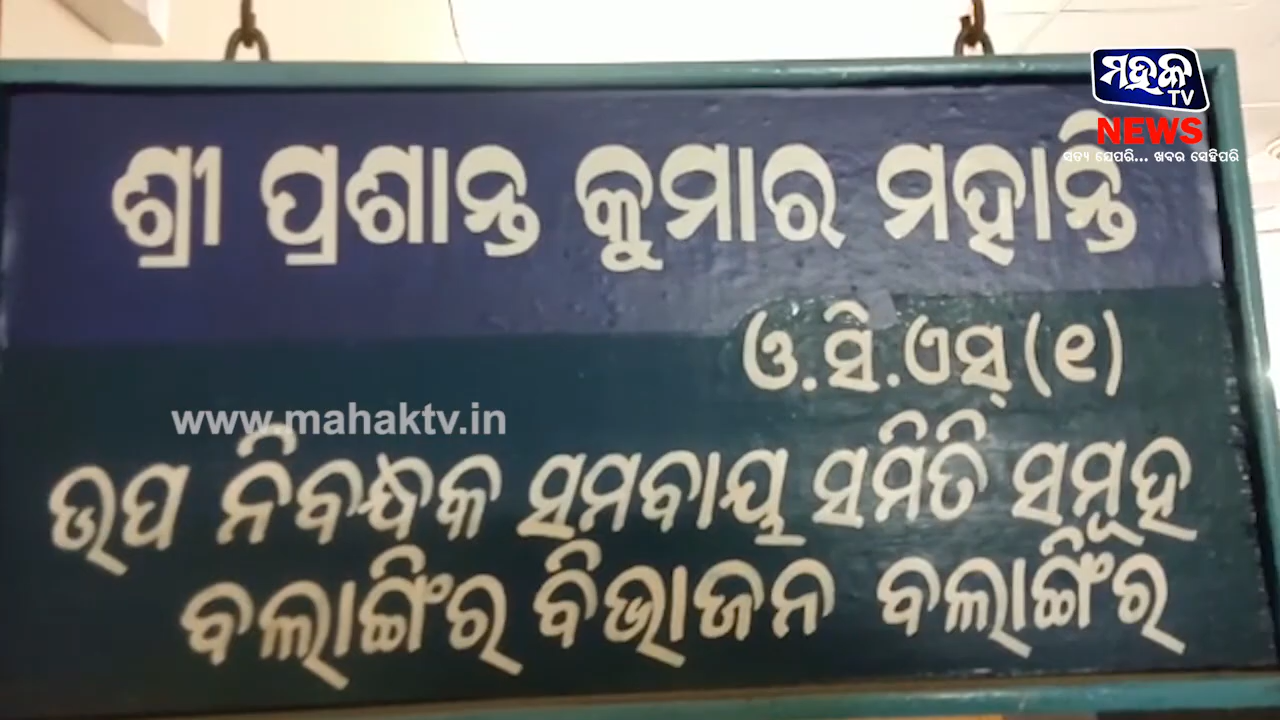 ମହକ
TV
NEWS
ସତ୍ୟ ଯେପରି... ଖବର ସେହିପରି
ଶ୍ରୀ ପ୍ରଶାନ୍ତ କୁମାର ମହାନ୍ତି
ଓ.ସି.ଏସ୍(୧)
www.mahaktv.in
ଉପ ନିବନ୍ଧକ ସମବାୟ ସମିତି ସମୂହ
ବଲାଙ୍ଗିର ବିଭାଜନ ବଲାଙ୍ଗିର